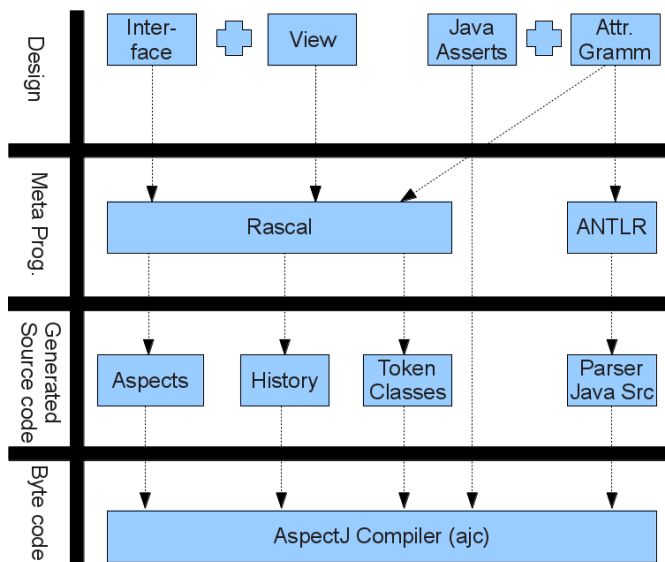 Design
Inter-
face
View
Java
Asserts
Attr.
Gramm
Meta Prog.
Rascal
ANTLR
Generated
Source code
Aspects
History
Token
Classes
Parser
Java Src
Byte code
AspectJ Compiler (ajc)